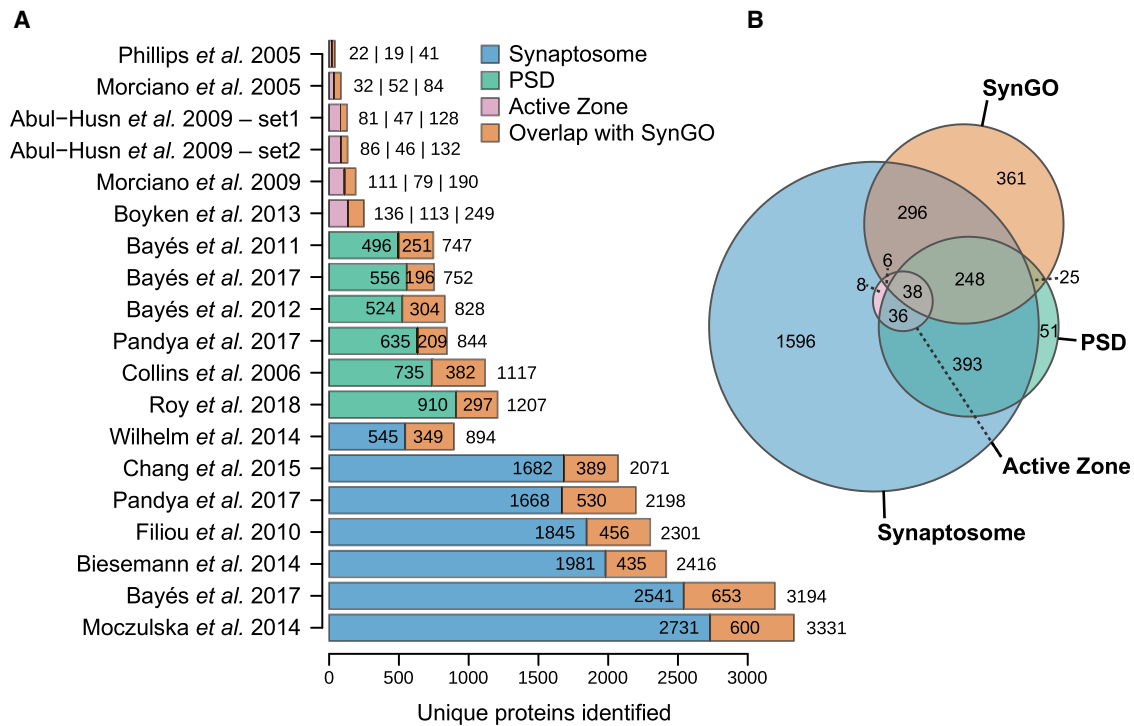 A
Phillips et al. 2005 22 | 19 | 41
Morciano et al. 2005 32 | 52 | 84
Abul−Husn et al. 2009 – set1 81 | 47 | 128
Abul−Husn et al. 2009 – set2 86 | 46 | 132
Morciano et al. 2009 111 | 79 | 190
Boyken et al. 2013 136 | 113 | 249
Bayés et al. 2011 496 251 747
Bayés et al. 2017 556 196 752
Bayés et al. 2012 524 304 828
Pandya et al. 2017 635 209 844
Collins et al. 2006 735 382 1117
Roy et al. 2018 910 297 1207
Wilhelm et al. 2014 545 349 894
Chang et al. 2015 1682 389 2071
Pandya et al. 2017 1668 530 2198
Filiou et al. 2010 1845 456 2301
Biesemann et al. 2014 1981 435 2416
Bayés et al. 2017 2541 653 3194
Moczulska et al. 2014 2731 600 3331
0 500 1000 1500 2000 2500 3000
Unique proteins identified
Synaptosome
PSD
Active Zone
Overlap with SynGO
B
SynGO
361
296
6
248
25
8
38
36
51
1596
PSD
393
Active Zone
Synaptosome